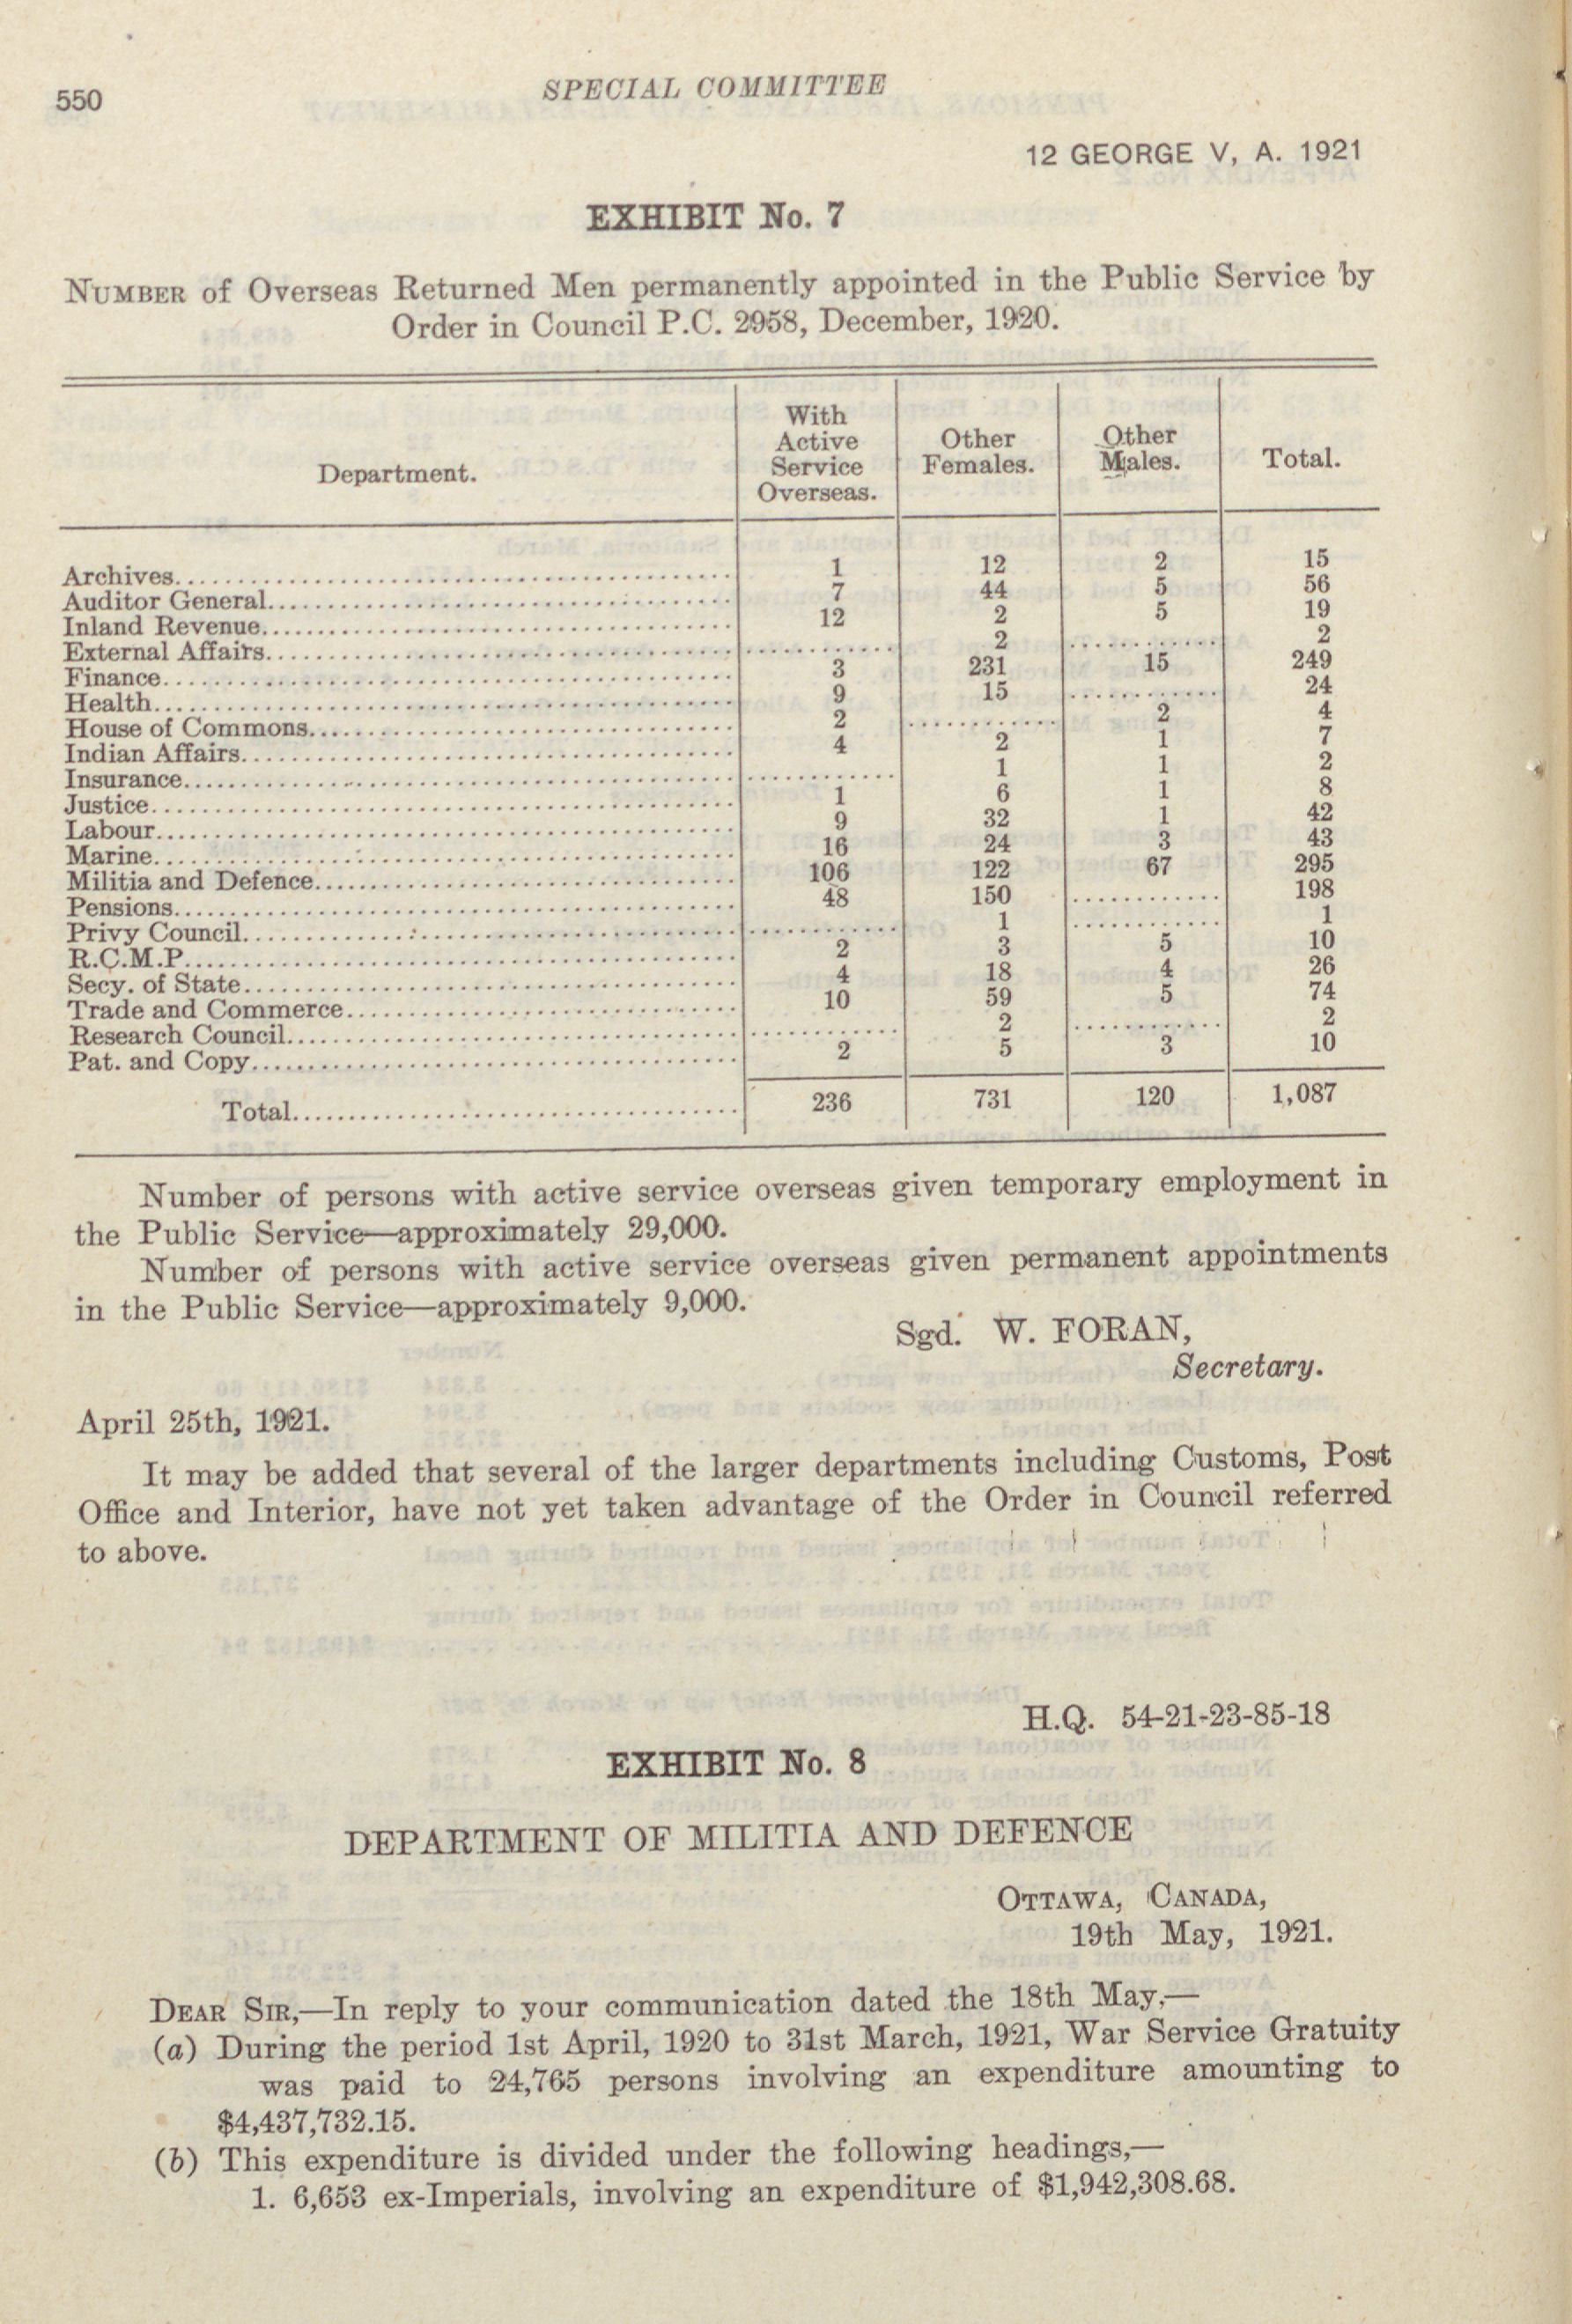 550
SPECIAL COMMITTEE
12 GEORGE V, A. 1921
EXHIBIT No. 7
NUMBER of Overseas Returned Men permanently appointed in the Public Service by
Order in Council P.C. 2958, December, 1920.
Department. With Active Service Overseas. Other Females. Other Males. Total.
Archives 1 12 2 15
Auditor General 7 44 5 56
Inland Revenue 12 2 5 19
External Affairs ............ 2 ............ 2
Finance 3 231 15 249
Health 9 15 ............ 24
House of Commons 2 ............ 2 4
Indian Affairs 4 2 1 7
Insurance ............ 1 1 2
Justice 1 6 1 8
Labour 9 32 1 42
Marine 16 24 3 43
Militia and Defence 106 122 67 295
Pensions 48 150 ............ 198
Privy Council ............ 1 ............ 1
R.C.M.P. 2 3 5 10
Secy. of State 4 18 4 26
Trade and Commerce 10 59 5 74
Research Council ............ 2 ............ 2
Pat. and Copy 2 5 3 10
Total 236 731 120 1,087
Number of persons with active service overseas given temporary employment in
the Public Service—approximately 29,000.
Number of persons with active service overseas given permanent appointments
in the Public Service—approximately 9,000.
Sgd. W. FORAN,
Secretary.
April 25th, 1921.
It may be added that several of the larger departments including Customs, Post
Office and Interior, have not yet taken advantage of the Order in Council referred
to above.
H.Q. 54-21-23-85-18
EXHIBIT No. 8
DEPARTMENT OF MILITIA AND DEFENCE
OTTAWA, CANADA,
19th May, 1921.
DEAR SIR,—In reply to your communication dated the 18th May,—
(a) During the period 1st April, 1920 to 31st March, 1921, War Service Gratuity
was paid to 24,765 persons involving an expenditure amounting to
$4,437,732.15.
(b) This expenditure is divided under the following headings,—
1. 6,653 ex-Imperials, involving an expenditure of $1,942,308.68.